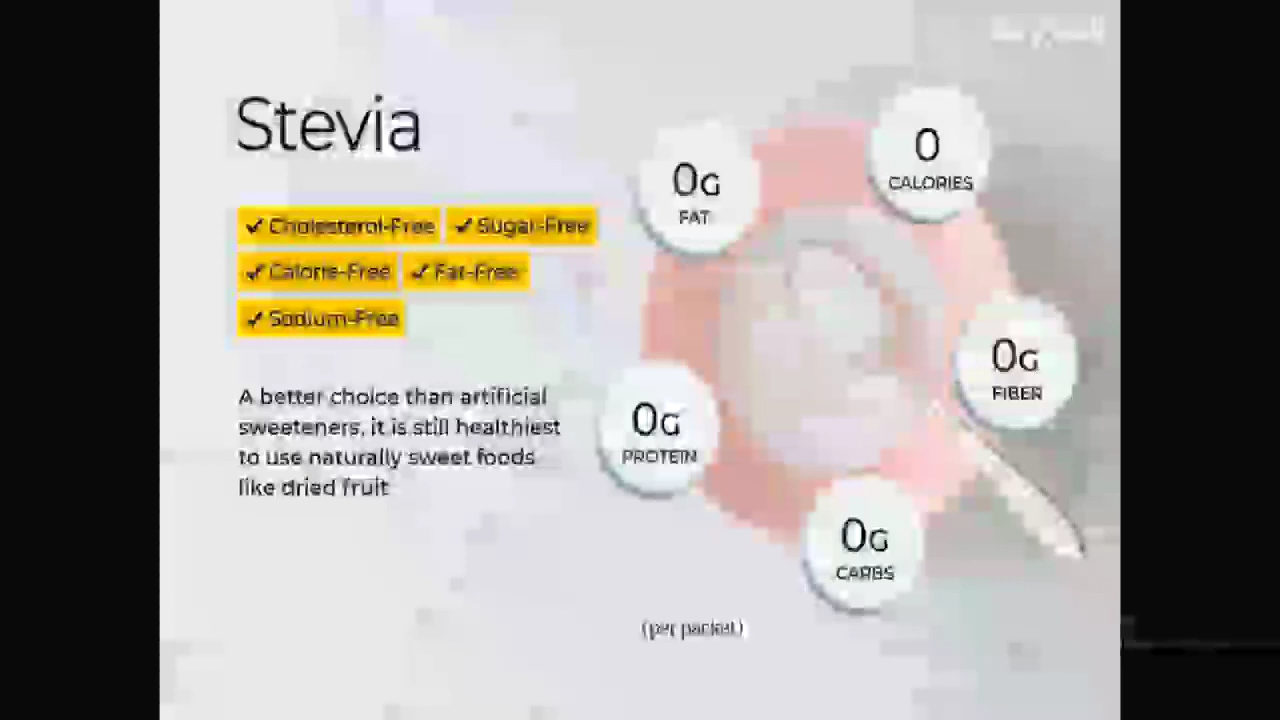 Stevia
✓ Cholesterol-Free ✓ Sugar-Free
✓ Calorie-Free ✓ Fat-Free
✓ Sodium-Free
A better choice than artificial
sweeteners, it is still healthiest
to use naturally sweet foods
like dried fruit
0G
FAT
0
CALORIES
0G
FIBER
0G
PROTEIN
0G
CARBS
(per packet)